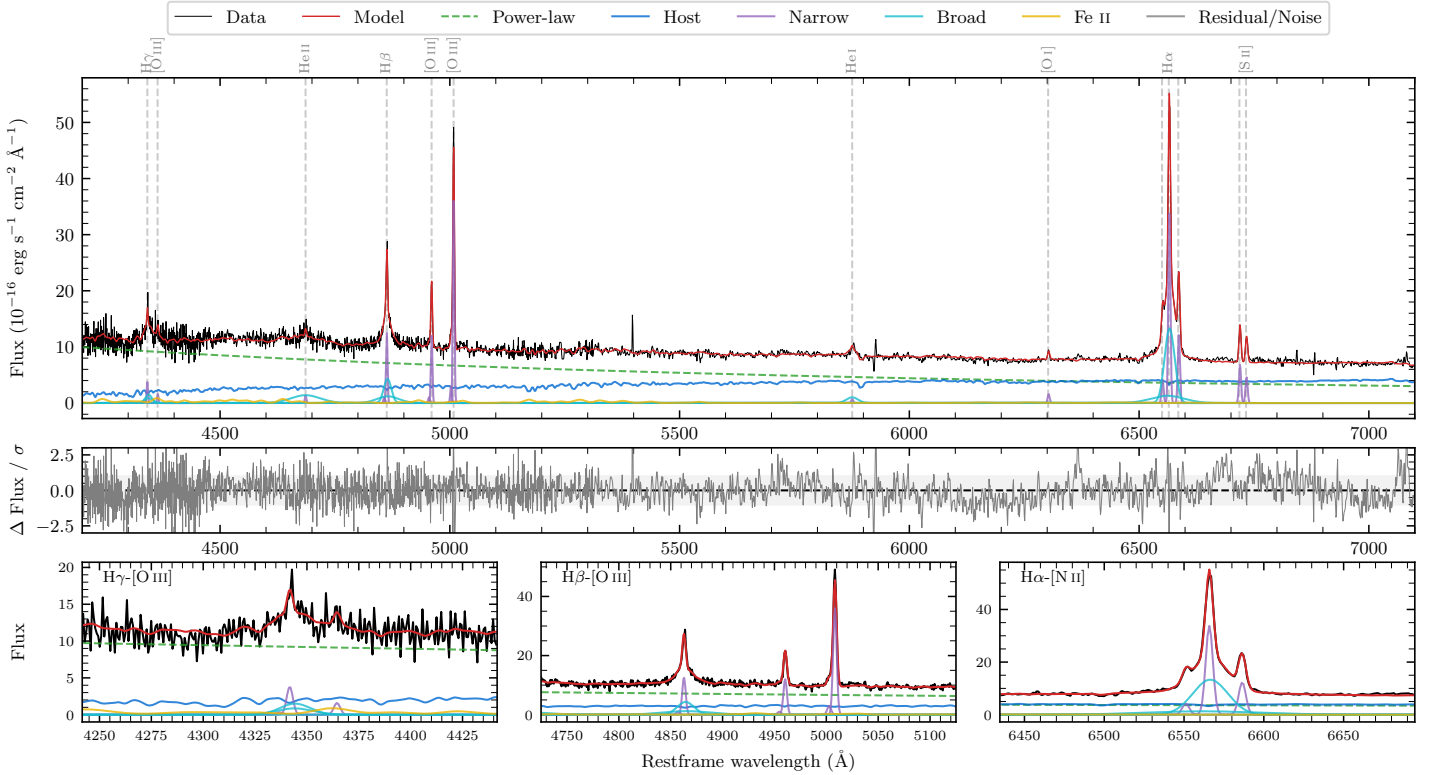 Data Model Power-law Host Narrow Broad Fe II Residual/Noise
Hγ [O III] He II Hβ [O III] [O III] He I [O I] Hα [S II]
Flux (10⁻¹⁶ erg s⁻¹ cm⁻² Å⁻¹)
50
40
30
20
10
0
4500 5000 5500 6000 6500 7000
Δ Flux / σ
2.5
0.0
−2.5
4500 5000 5500 6000 6500 7000
Flux
Hγ-[O III]
20
15
10
5
0
4250 4275 4300 4325 4350 4375 4400 4425
Hβ-[O III]
40
20
0
4750 4800 4850 4900 4950 5000 5050 5100
Hα-[N II]
40
20
0
6450 6500 6550 6600 6650
Restframe wavelength (Å)